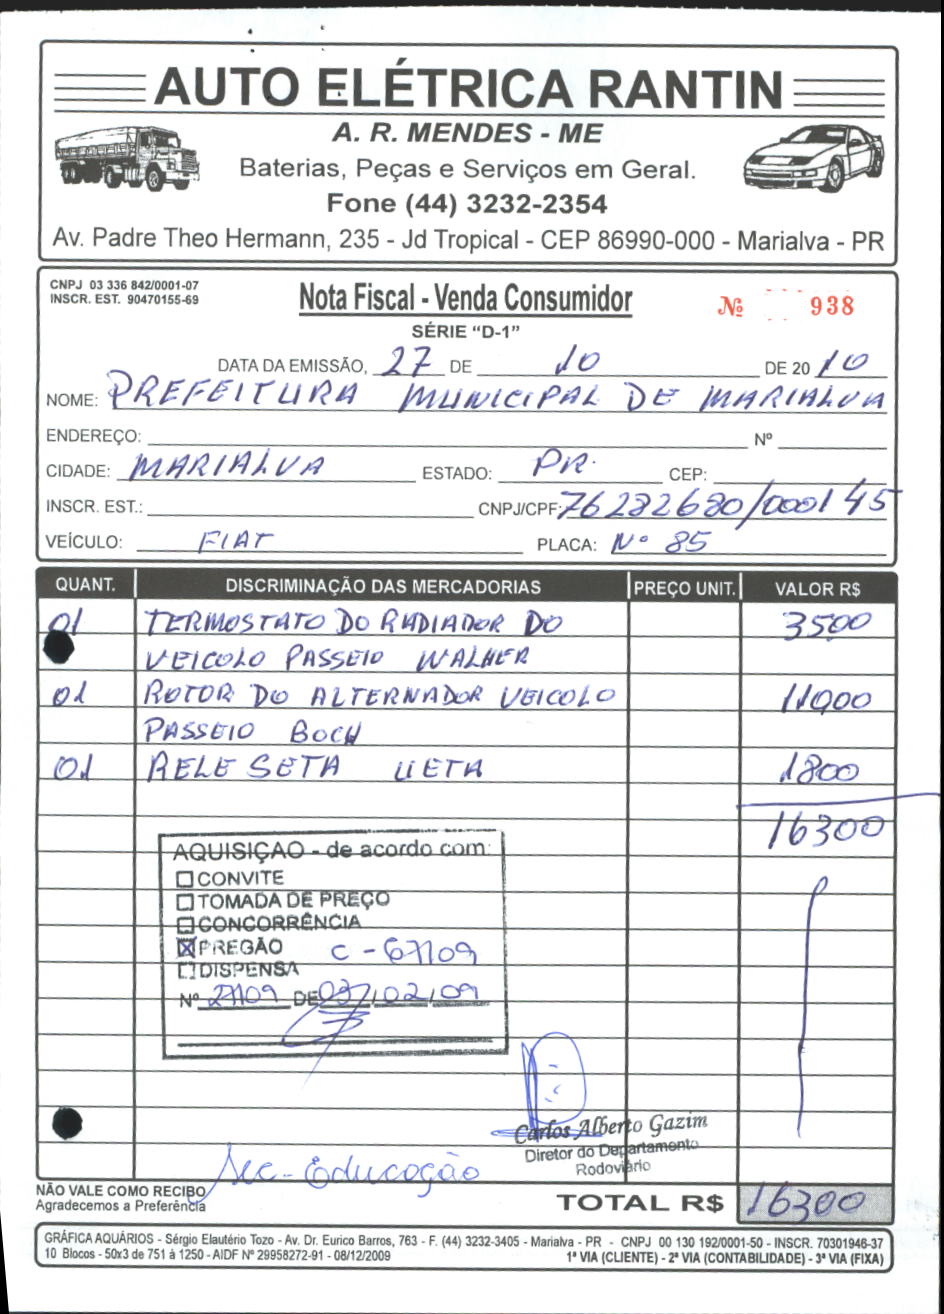 AUTO ELÉTRICA RANTIN
A. R. MENDES - ME
Baterias, Peças e Serviços em Geral.
Fone (44) 3232-2354
Av. Padre Theo Hermann, 235 - Jd Tropical - CEP 86990-000 - Marialva - PR
CNPJ 03 336 842/0001-07
INSCR. EST. 90470155-69
Nota Fiscal - Venda Consumidor
Nº 938
SÉRIE "D-1"
DATA DA EMISSÃO, 27 DE 10 DE 20 10
NOME: PREFEITURA MUNICIPAL DE MARIALVA
ENDEREÇO: Nº
CIDADE: MARIALVA ESTADO: PR. CEP:
INSCR. EST.: CNPJ/CPF: 76282680/0001 45
VEÍCULO: FIAT PLACA: Nº 85
QUANT. DISCRIMINAÇÃO DAS MERCADORIAS PREÇO UNIT. VALOR R$
01 TERMOSTATO DO RADIADOR DO 3500
VEICOLO PASSEIO WALHER
01 ROTOR DO ALTERNADOR VEICOLO 11000
PASSEIO BOCH
01 RELE SETA 1800
16300
AQUISIÇAO - de acordo com:
CONVITE
TOMADA DE PREÇO
CONCORRÊNCIA
PREGÃO C-67109
DISPENSA
Nº 27109 DE 03/02/09
Carlos Alberto Gazim
Diretor do Departamento
Rodoviário
Sec-Educação
NÃO VALE COMO RECIBO
Agradecemos a Preferência
TOTAL R$ 16300
GRÁFICA AQUÁRIOS - Sérgio Elautério Tozo - Av. Dr. Eurico Barros, 763 - F. (44) 3232-3405 - Marialva - PR - CNPJ 00 130 192/0001-50 - INSCR. 70301946-37
10 Blocos - 50x3 de 751 à 1250 - AIDF Nº 29958272-91 - 08/12/2009 1ª VIA (CLIENTE) - 2ª VIA (CONTABILIDADE) - 3ª VIA (FIXA)